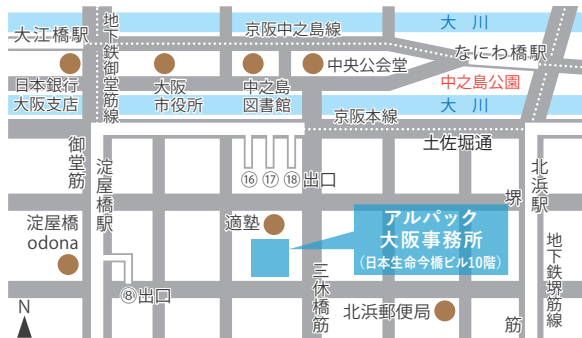 大川
京阪中之島線
大江橋駅
地下鉄御堂筋線
なにわ橋駅
中央公会堂
日本銀行
大阪支店
大阪
市役所
中之島
図書館
中之島公園
大川
京阪本線
土佐堀通
御堂筋
淀屋橋駅
⑯ ⑰ ⑱ 出口
北浜駅
堺筋
地下鉄堺筋線
適塾
アルパック
大阪事務所
(日本生命今橋ビル10階)
淀屋橋
odona
⑧出口
三休橋筋
北浜郵便局
N